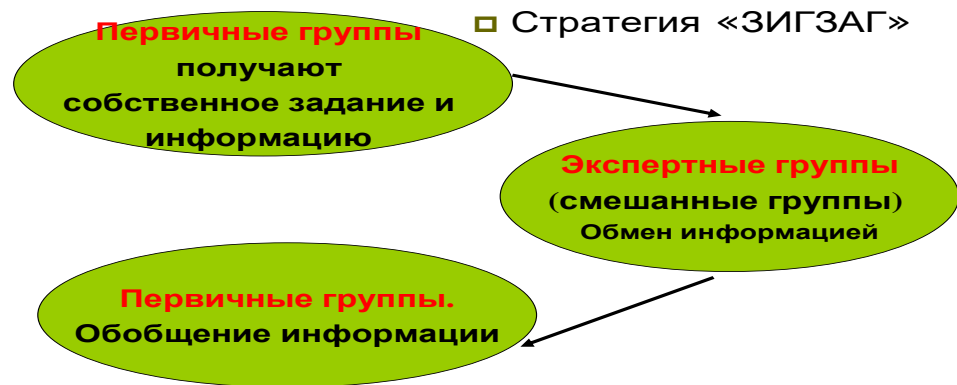 Стратегия «ЗИГЗАГ»
Первичные группы
получают
собственное задание и
информацию
Экспертные группы
(смешанные группы)
Обмен информацией
Первичные группы.
Обобщение информации